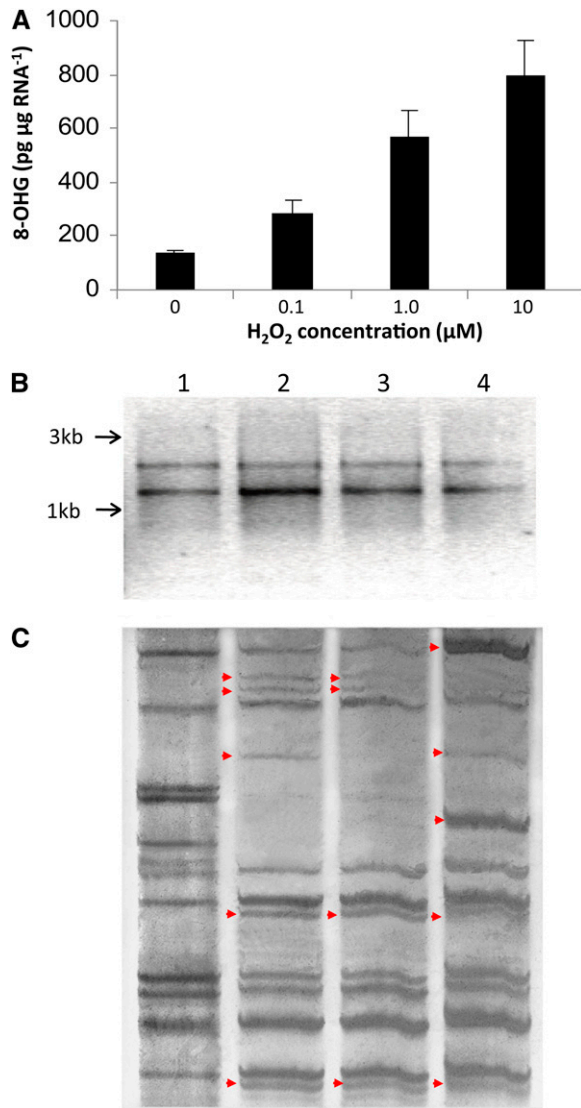 A
8-OHG (pg µg RNA⁻¹)
1000
800
600
400
200
0
0 0.1 1.0 10
H₂O₂ concentration (µM)
B
1 2 3 4
3kb
1kb
C